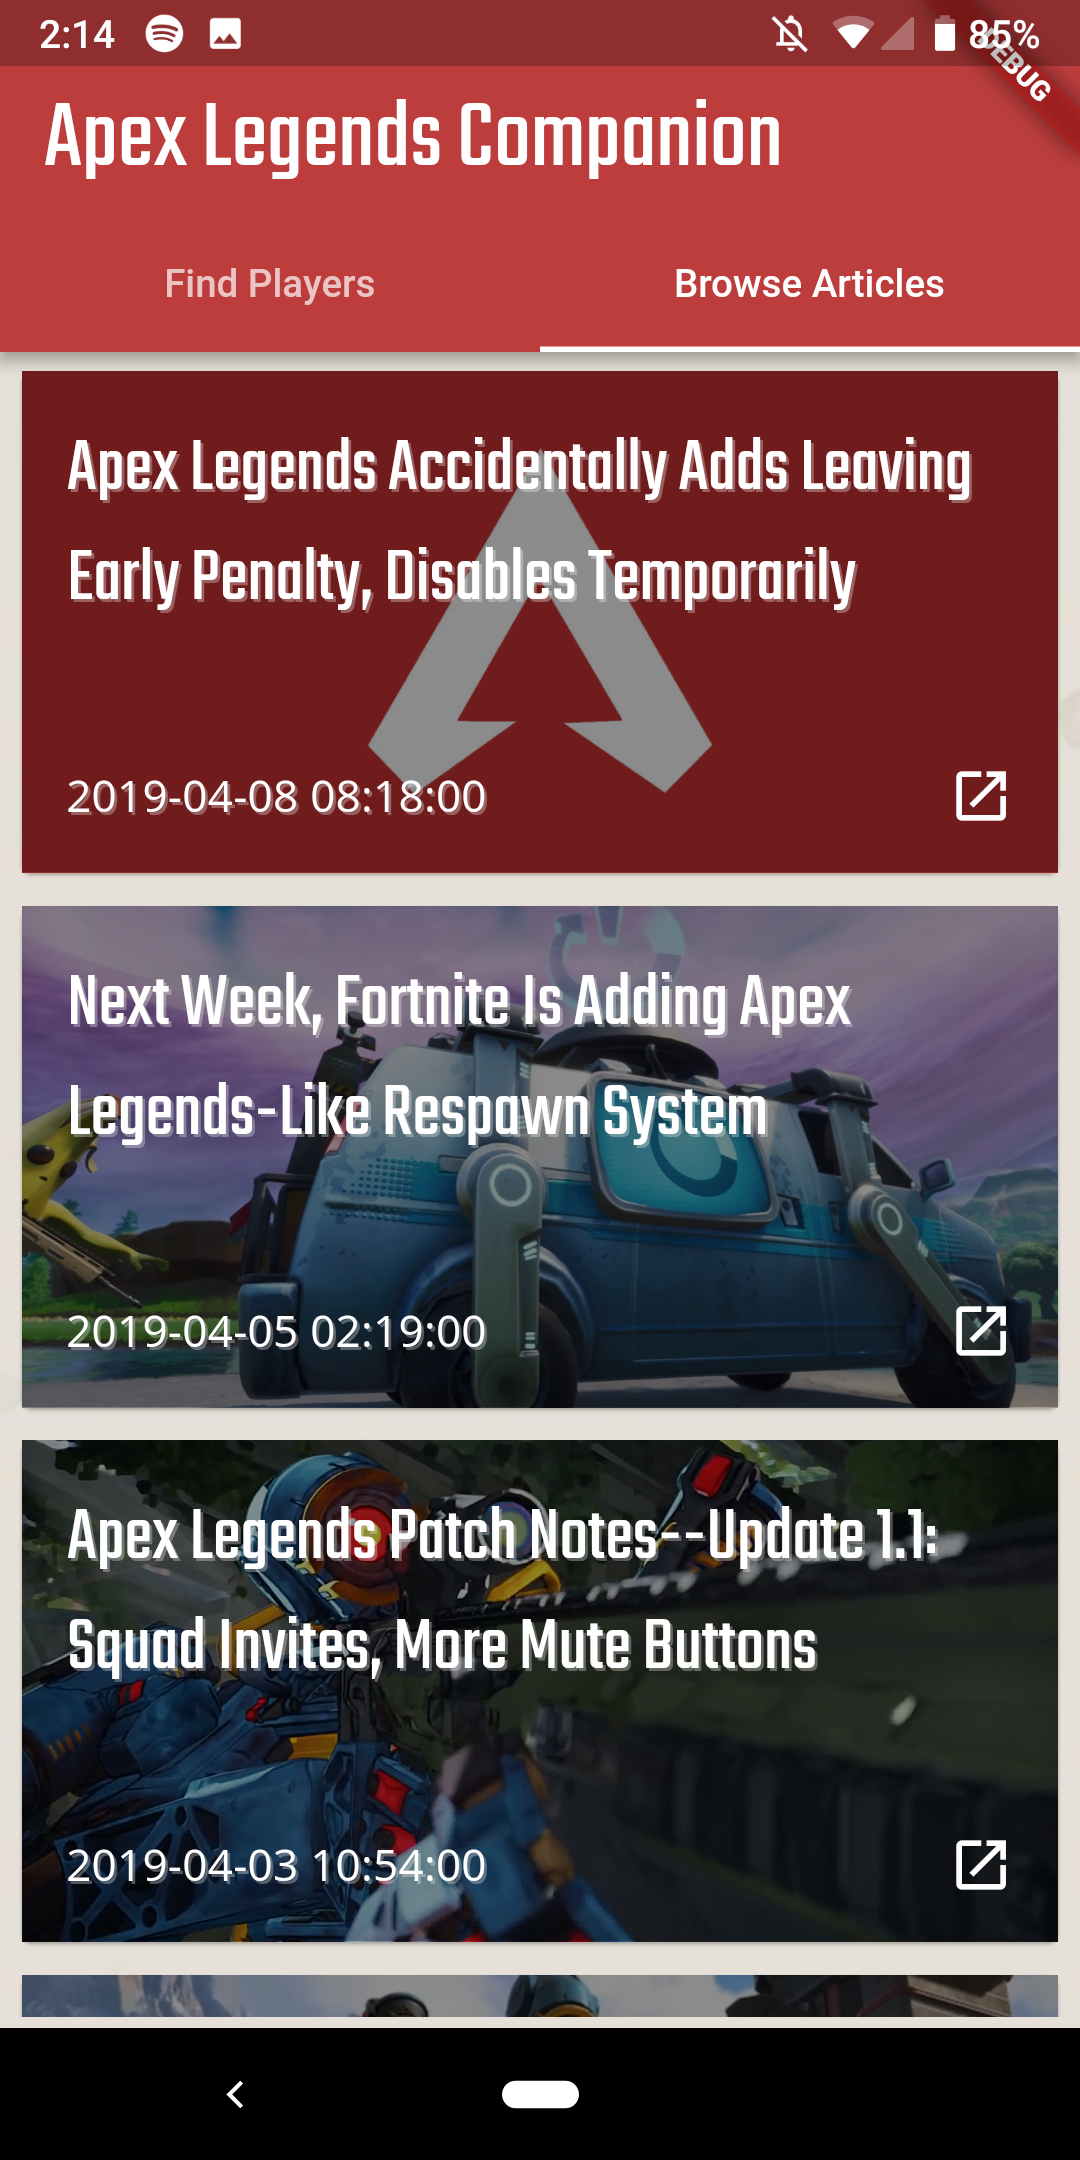 2:14
85%
DEBUG
Apex Legends Companion
Find Players
Browse Articles
Apex Legends Accidentally Adds Leaving
Early Penalty, Disables Temporarily
2019-04-08 08:18:00
Next Week, Fortnite Is Adding Apex
Legends-Like Respawn System
2019-04-05 02:19:00
Apex Legends Patch Notes--Update 1.1:
Squad Invites, More Mute Buttons
2019-04-03 10:54:00